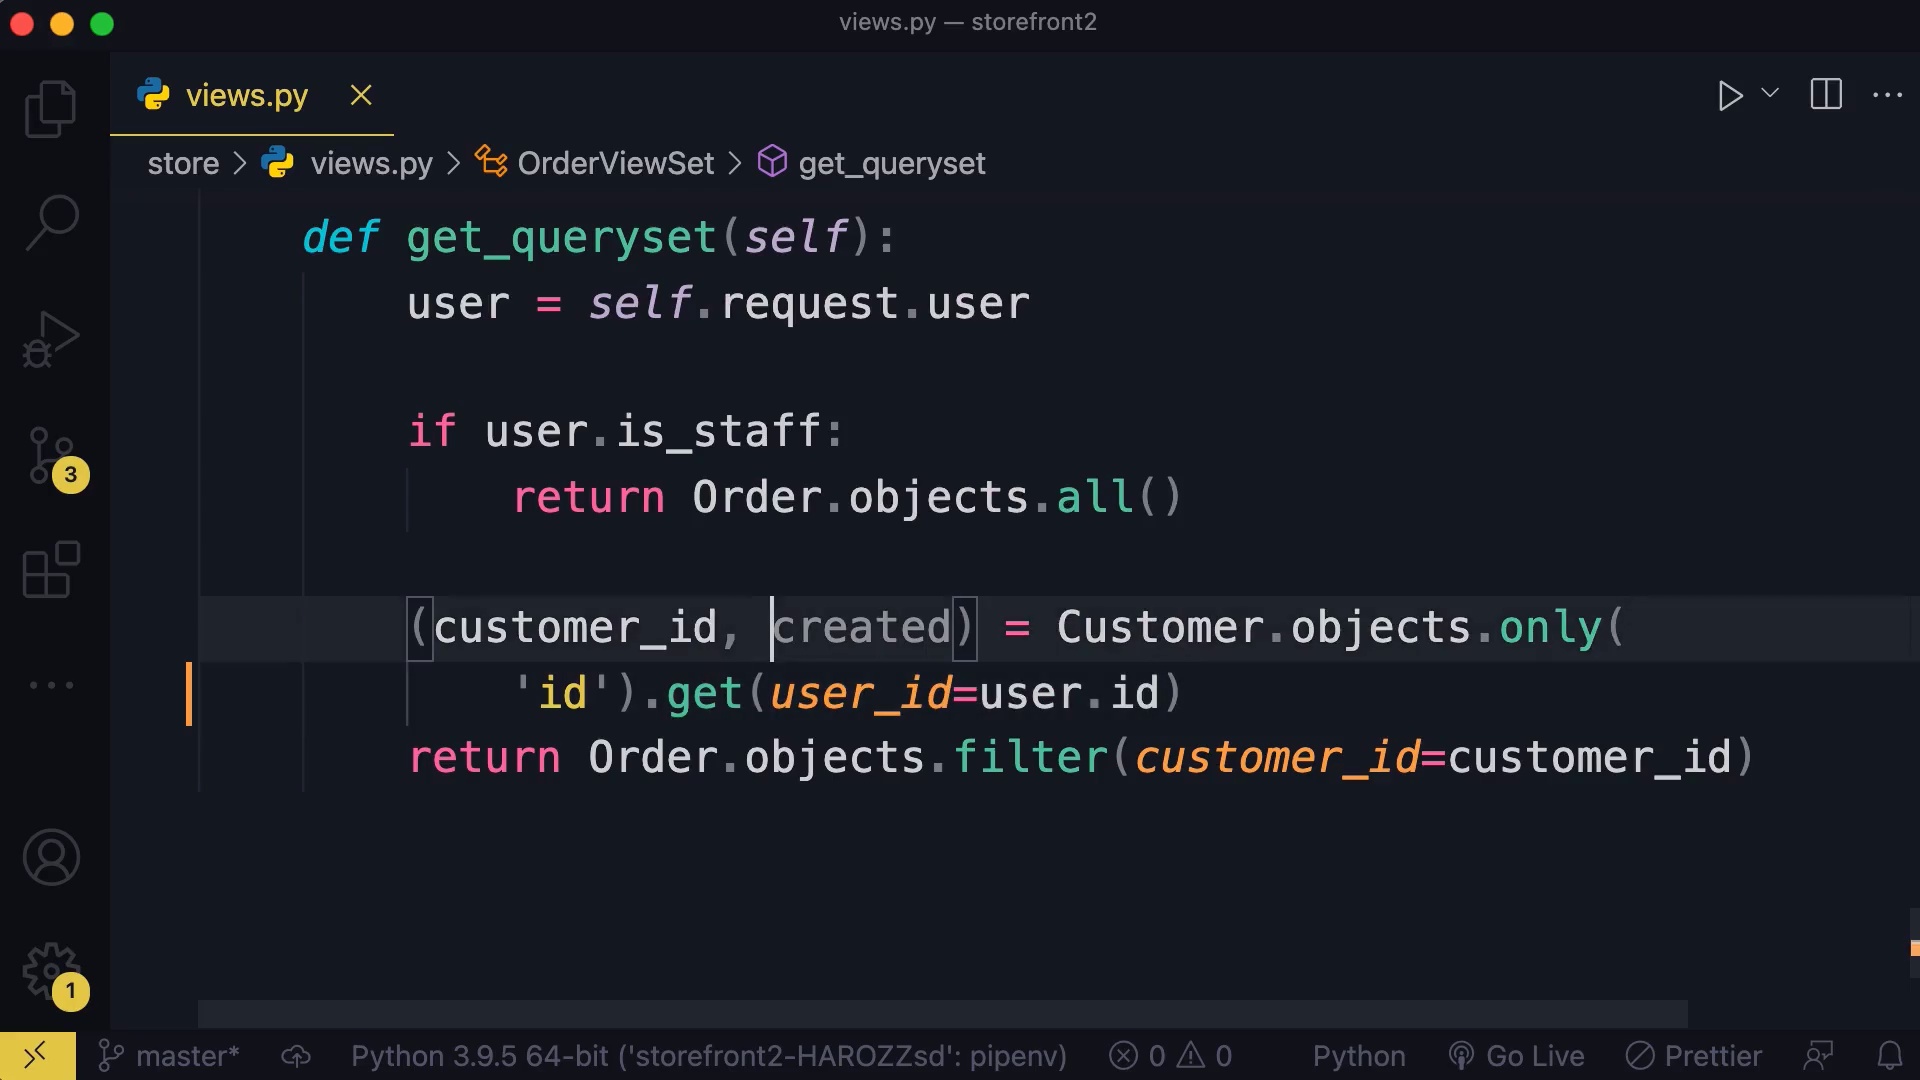 views.py — storefront2
views.py
store > views.py > OrderViewSet > get_queryset
def get_queryset(self):
user = self.request.user
if user.is_staff:
return Order.objects.all()
(customer_id, created) = Customer.objects.only(
'id').get(user_id=user.id)
return Order.objects.filter(customer_id=customer_id)
3
1
master* Python 3.9.5 64-bit ('storefront2-HAROZZsd': pipenv) 0 0 Python Go Live Prettier